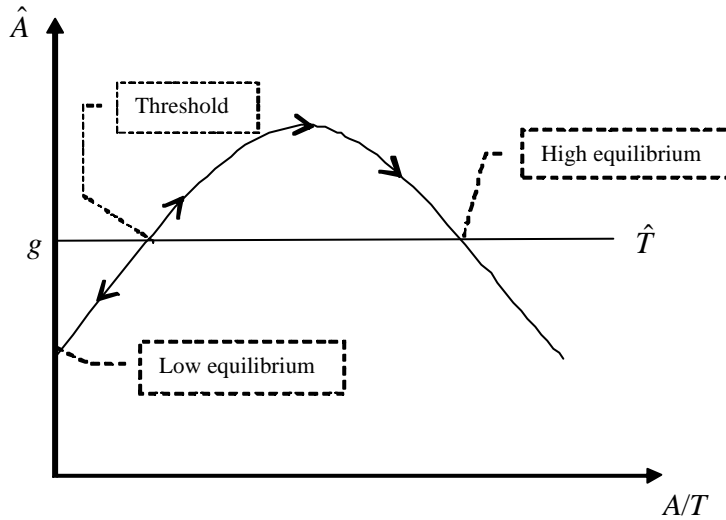 Â
Threshold
High equilibrium
g
T̂
Low equilibrium
A/T